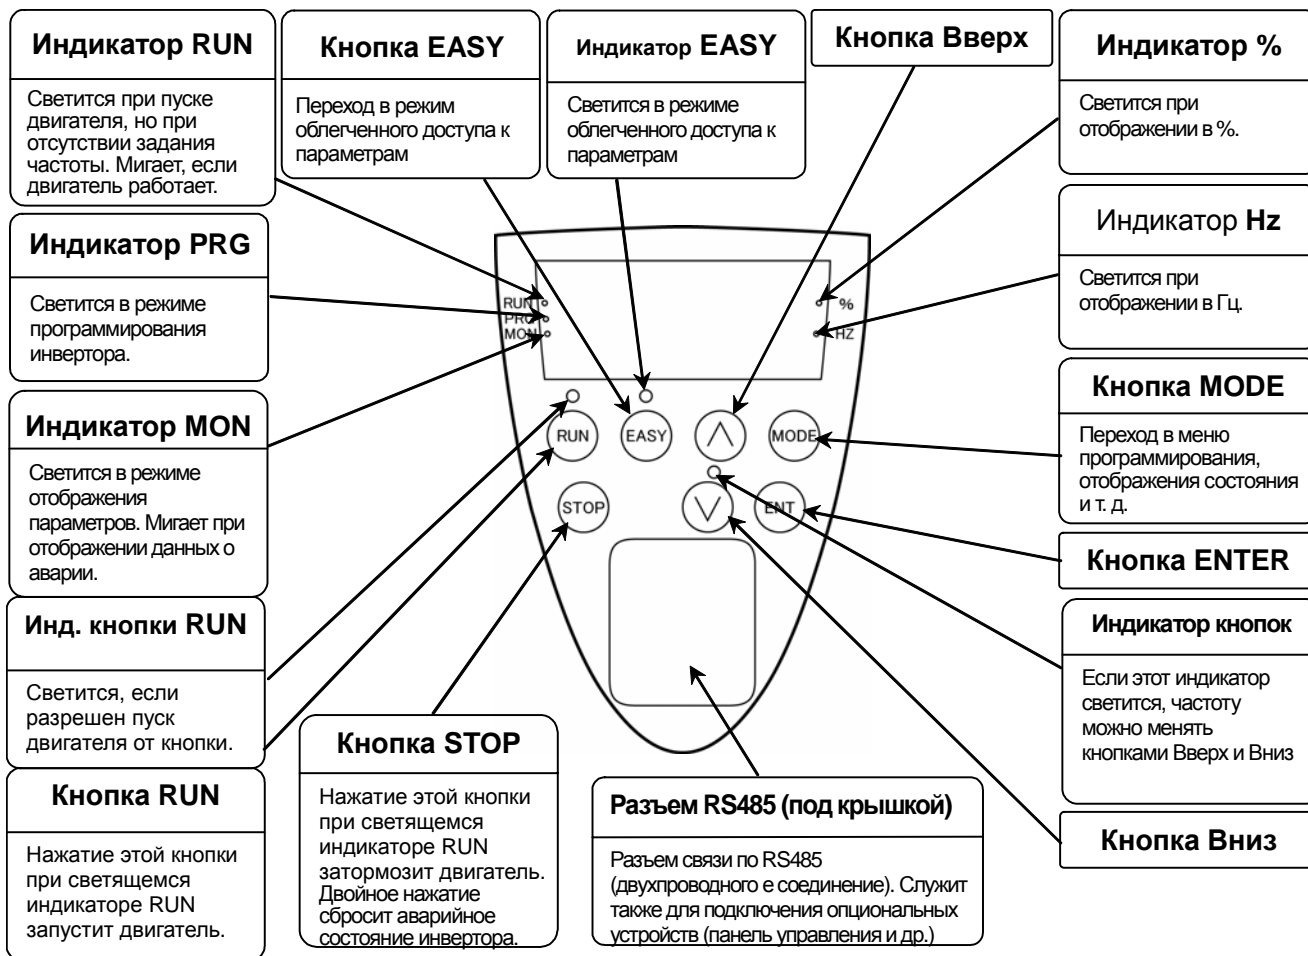 Индикатор RUN
Светится при пуске
двигателя, но при
отсутствии задания
частоты. Мигает, если
двигатель работает.
Кнопка EASY
Переход в режим
облегченного доступа к
параметрам
Индикатор EASY
Светится в режиме
облегченного доступа к
параметрам
Кнопка Вверх
Индикатор %
Светится при
отображении в %.
Индикатор PRG
Светится в режиме
программирования
инвертора.
Индикатор Hz
Светится при
отображении в Гц.
RUN
PRG
MON
%
HZ
Индикатор MON
Светится в режиме
отображения
параметров. Мигает при
отображении данных о
аварии.
RUN
EASY
MODE
STOP
ENT
Кнопка MODE
Переход в меню
программирования,
отображения состояния
и т. д.
Кнопка ENTER
Инд. кнопки RUN
Светится, если
разрешен пуск
двигателя от кнопки.
Индикатор кнопок
Если этот индикатор
светится, частоту
можно менять
кнопками Вверх и Вниз
Кнопка RUN
Нажатие этой кнопки
при светящемся
индикаторе RUN
запустит двигатель.
Кнопка STOP
Нажатие этой кнопки
при светящемся
индикаторе RUN
затормозит двигатель.
Двойное нажатие
сбросит аварийное
состояние инвертора.
Разъем RS485 (под крышкой)
Разъем связи по RS485
(двухпроводного е соединение). Служит
также для подключения опциональных
устройств (панель управления и др.)
Кнопка Вниз